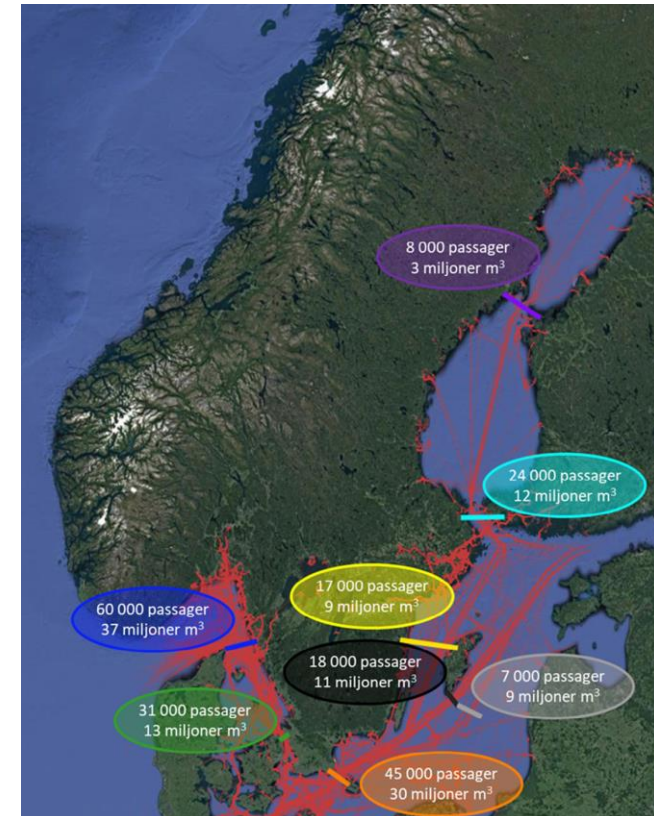 8 000 passager
3 miljoner m³
24 000 passager
12 miljoner m³
17 000 passager
9 miljoner m³
60 000 passager
37 miljoner m³
18 000 passager
11 miljoner m³
7 000 passager
9 miljoner m³
31 000 passager
13 miljoner m³
45 000 passager
30 miljoner m³